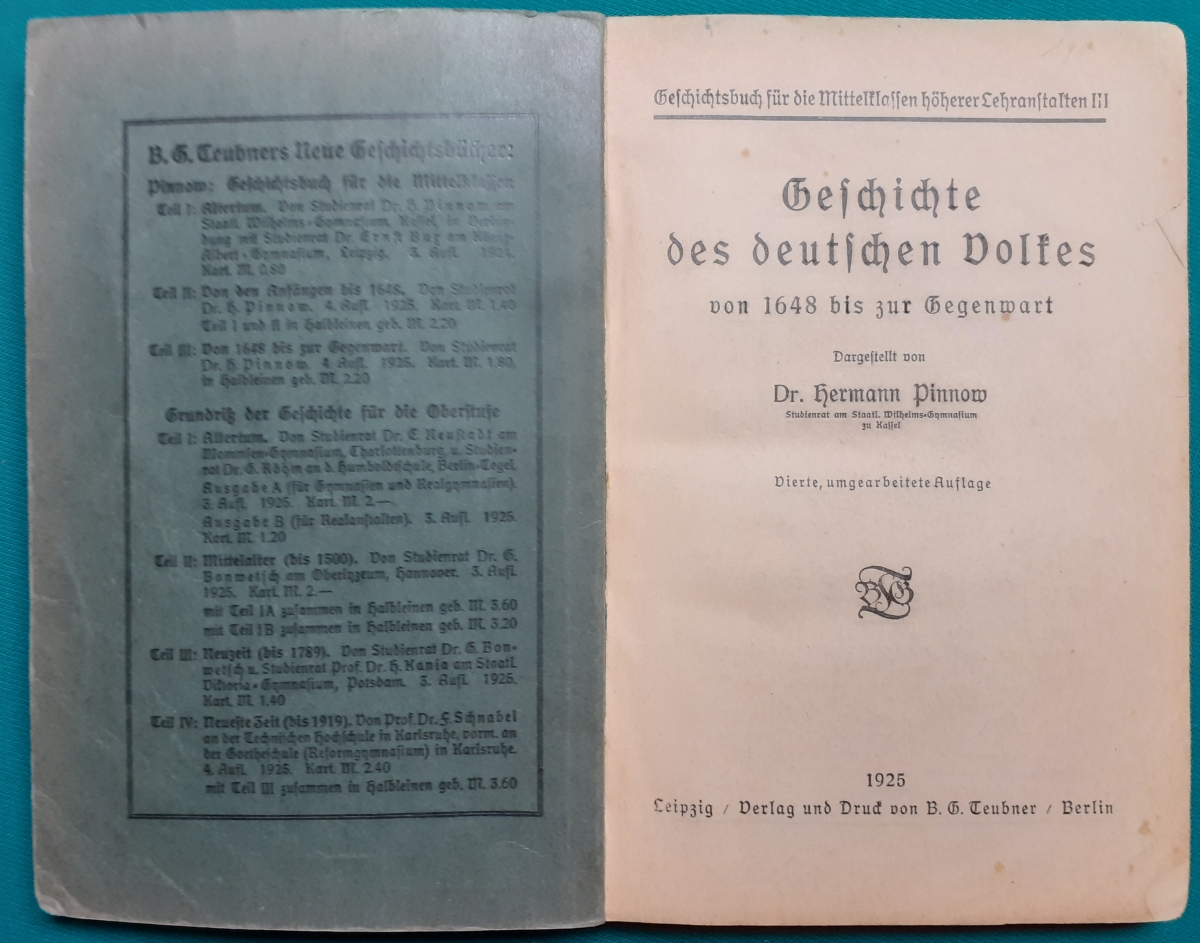 B. G. Teubners Neue Geschichtsbücher:
Pinnow: Geschichtsbuch für die Mittelklassen
Teil I: Altertum. Von Studienrat Dr. H. Pinnow am
Staatl. Wilhelms-Gymnasium, Kassel, in Verbin-
dung mit Studienrat Dr. Ernst Bux am König-
Albert-Gymnasium, Leipzig. 3. Aufl. 1924.
Kart. M. 0.80
Teil II: Von den Anfängen bis 1648. Von Studienrat
Dr. H. Pinnow. 4. Aufl. 1925. Kart. M. 1.40
Teil I und II in Halbleinen geb. M. 2.20
Teil III: Von 1648 bis zur Gegenwart. Von Studienrat
Dr. H. Pinnow. 4. Aufl. 1925. Kart. M. 1.80,
in Halbleinen geb. M. 2.20
Grundriß der Geschichte für die Oberstufe
Teil I: Altertum. Von Studienrat Dr. E. Neustadt am
Mommsen-Gymnasium, Charlottenburg, u. Studien-
rat Dr. G. Röhm an d. Humboldtschule, Berlin-Tegel.
Ausgabe A (für Gymnasien und Realgymnasien).
3. Aufl. 1925. Kart. M. 2.—
Ausgabe B (für Realanstalten). 3. Aufl. 1925.
Kart. M. 1.20
Teil II: Mittelalter (bis 1500). Von Studienrat Dr. G.
Bonwetsch am Oberlyzeum, Hannover. 3. Aufl.
1925. Kart. M. 2.—
mit Teil IA zusammen in Halbleinen geb. M. 3.60
mit Teil IB zusammen in Halbleinen geb. M. 3.20
Teil III: Neuzeit (bis 1789). Von Studienrat Dr. G. Bon-
wetsch u. Studienrat Prof. Dr. H. Kania am Staatl.
Viktoria-Gymnasium, Potsdam. 3. Aufl. 1925.
Kart. M. 1.40
Teil IV: Neueste Zeit (bis 1919). Von Prof. Dr. F. Schnabel
an der Technischen Hochschule in Karlsruhe, vorm. an
der Goetheschule (Reformgymnasium) in Karlsruhe.
4. Aufl. 1925. Kart. M. 2.40
mit Teil III zusammen in Halbleinen geb. M. 3.60
Geschichtsbuch für die Mittelklassen höherer Lehranstalten III
Geschichte
des deutschen Volkes
von 1648 bis zur Gegenwart
Dargestellt von
Dr. Hermann Pinnow
Studienrat am Staatl. Wilhelms-Gymnasium
zu Kassel
Vierte, umgearbeitete Auflage
BGT
1925
Leipzig / Verlag und Druck von B. G. Teubner / Berlin